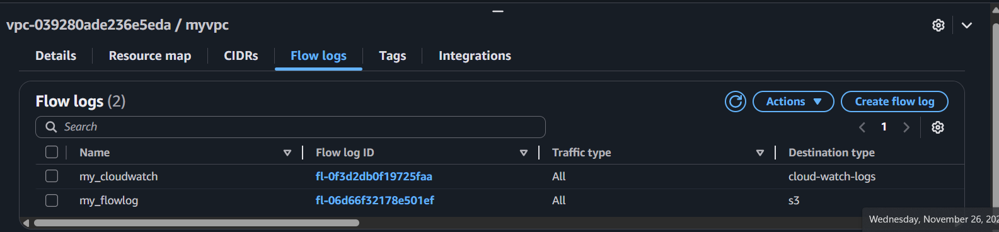 vpc-039280ade236e5eda / myvpc
Details Resource map CIDRs Flow logs Tags Integrations
Flow logs (2)
Actions Create flow log
Search
1
Name Flow log ID Traffic type Destination type
my_cloudwatch fl-0f3d2db0f19725faa All cloud-watch-logs
my_flowlog fl-06d66f32178e501ef All s3
Wednesday, November 26, 202